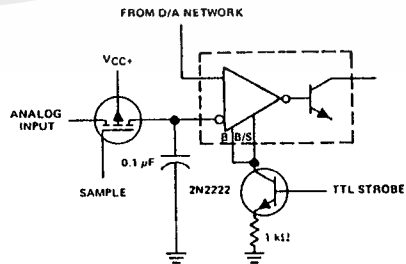 FROM D/A NETWORK
VCC+
ANALOG
INPUT
B B/S
0.1 µF
2N2222
SAMPLE
TTL STROBE
1 kΩ